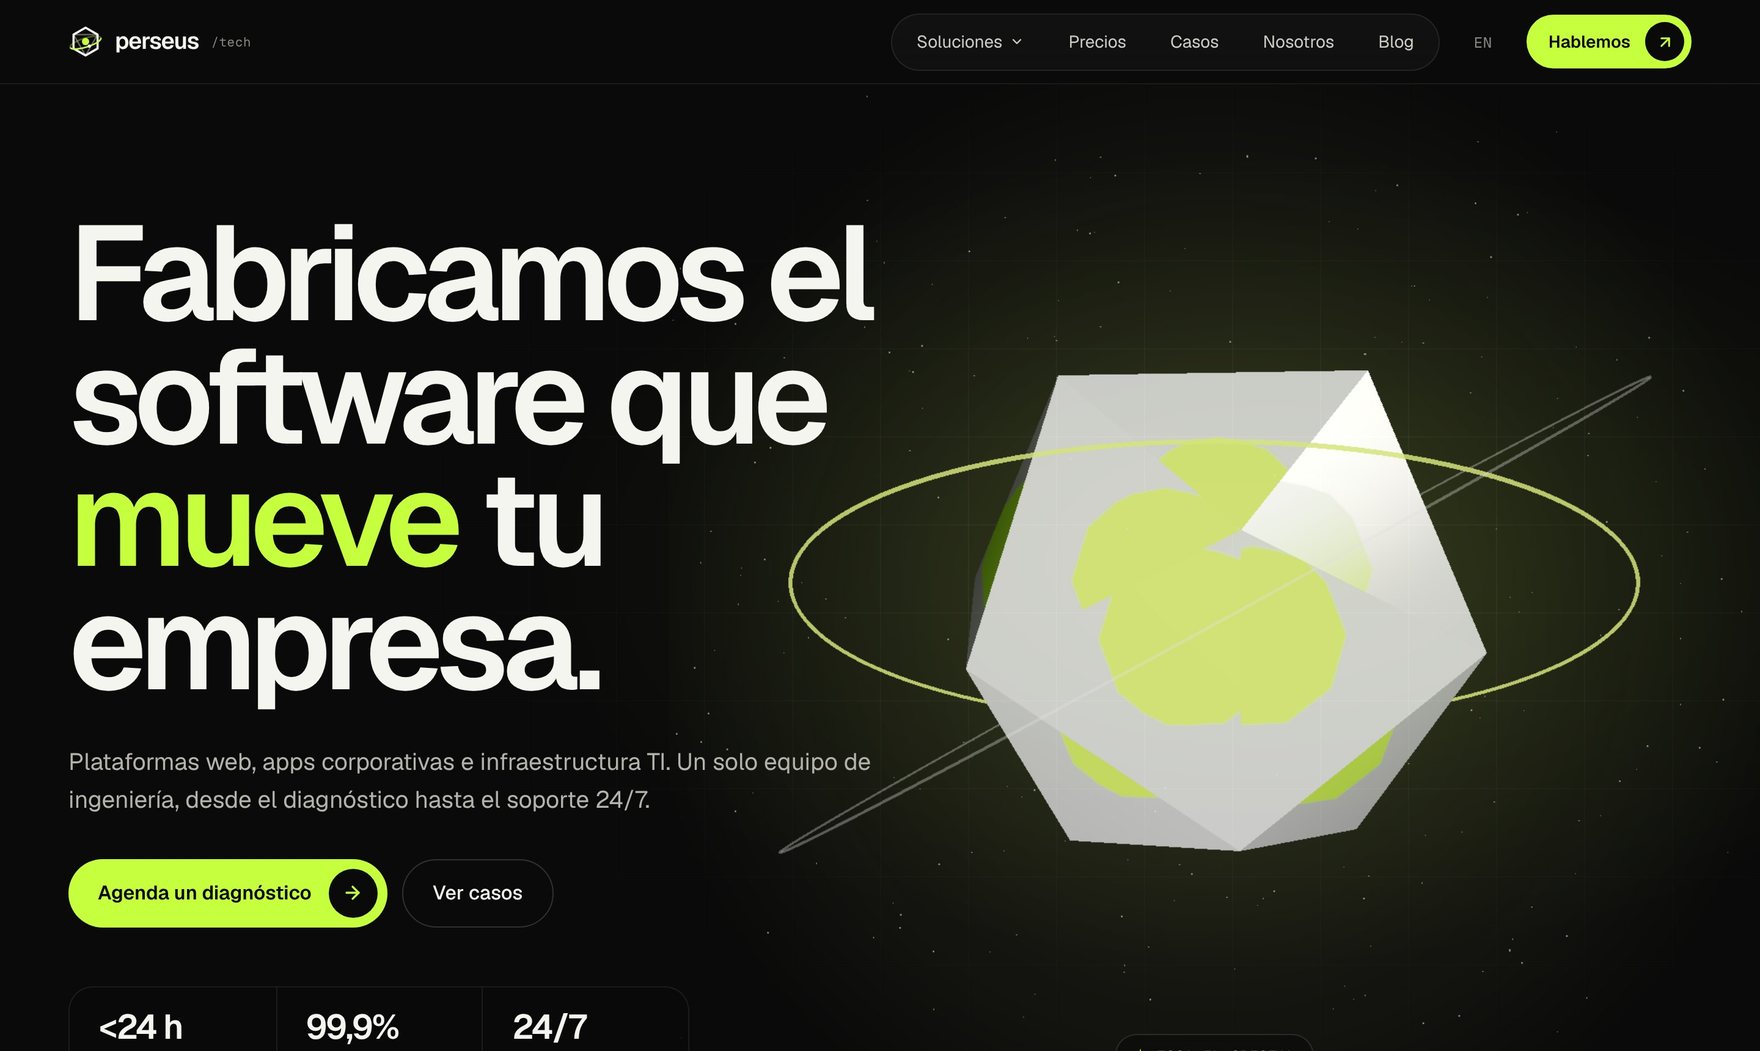 perseus /tech
Soluciones
Precios
Casos
Nosotros
Blog
EN
Hablemos
Fabricamos el
software que
mueve tu
empresa.
Plataformas web, apps corporativas e infraestructura TI. Un solo equipo de
ingeniería, desde el diagnóstico hasta el soporte 24/7.
Agenda un diagnóstico
Ver casos
<24 h
99,9%
24/7